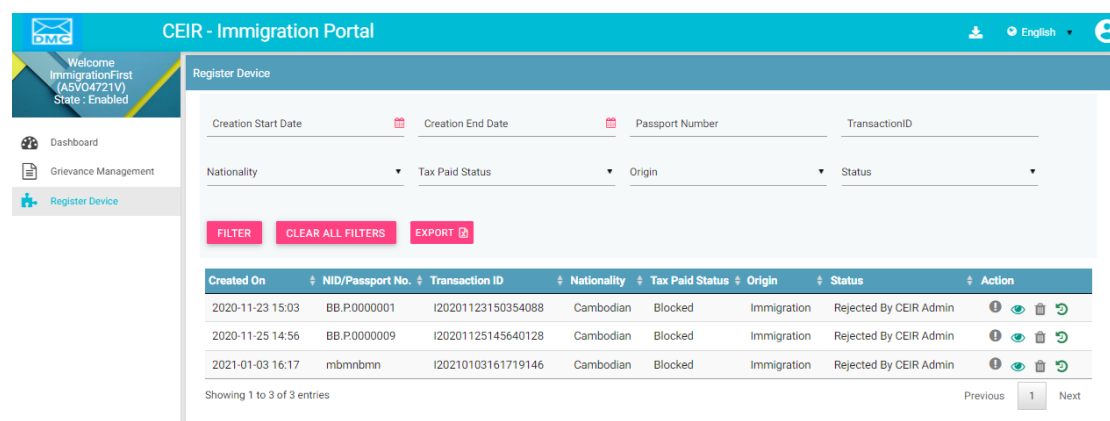 DMC
CEIR - Immigration Portal
English
Welcome
ImmigrationFirst
(A5VO4721V)
State : Enabled
Dashboard
Grievance Management
Register Device
Register Device
Creation Start Date Creation End Date Passport Number TransactionID
Nationality Tax Paid Status Origin Status
FILTER CLEAR ALL FILTERS EXPORT
Created On NID/Passport No. Transaction ID Nationality Tax Paid Status Origin Status Action
2020-11-23 15:03 BB.P.0000001 I20201123150354088 Cambodian Blocked Immigration Rejected By CEIR Admin
2020-11-25 14:56 BB.P.0000009 I20201125145640128 Cambodian Blocked Immigration Rejected By CEIR Admin
2021-01-03 16:17 mbmnbmn I20210103161719146 Cambodian Blocked Immigration Rejected By CEIR Admin
Showing 1 to 3 of 3 entries
Previous 1 Next